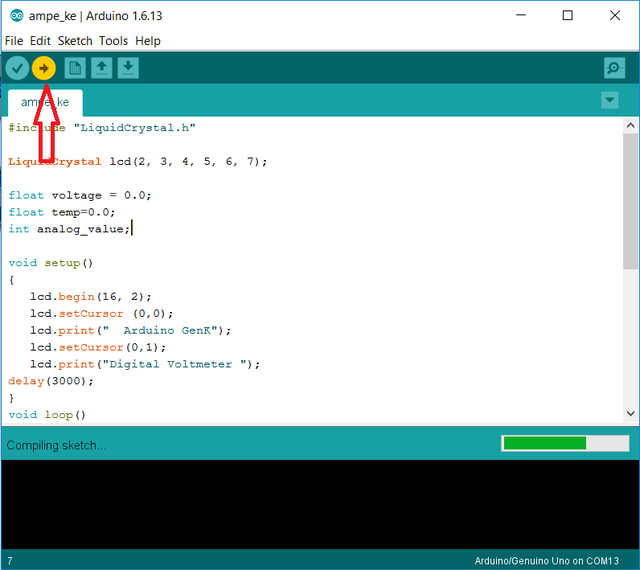 ampe_ke | Arduino 1.6.13
File Edit Sketch Tools Help
ampe_ke
#include "LiquidCrystal.h"
LiquidCrystal lcd(2, 3, 4, 5, 6, 7);
float voltage = 0.0;
float temp=0.0;
int analog_value;
void setup()
{
lcd.begin(16, 2);
lcd.setCursor (0,0);
lcd.print("  Arduino GenK");
lcd.setCursor(0,1);
lcd.print("Digital Voltmeter ");
delay(3000);
}
void loop()
Compiling sketch...
7
Arduino/Genuino Uno on COM13